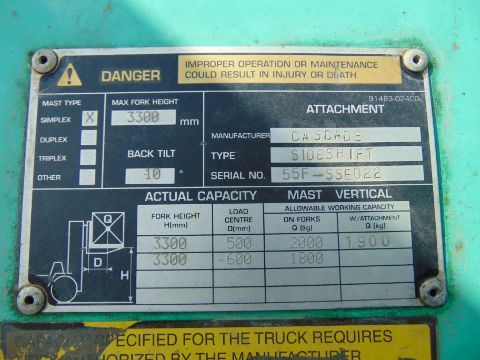 DANGER
IMPROPER OPERATION OR MAINTENANCE
COULD RESULT IN INJURY OR DEATH
MAST TYPE
SIMPLEX X
DUPLEX
TRIPLEX
OTHER
MAX FORK HEIGHT
3300 mm
BACK TILT
10°
91483-024C0
ATTACHMENT
MANUFACTURER CASCADE
TYPE SIDESHIFT
SERIAL NO. 55F-SSE022
ACTUAL CAPACITY MAST VERTICAL
FORK HEIGHT H(mm)
LOAD CENTRE D(mm)
ALLOWABLE WORKING CAPACITY
ON FORKS Q (kg)
W/ATTACHMENT Q (kg)
3300 500 2000 1900
3300 -600 1800
Q
D
H
SPECIFIED FOR THE TRUCK REQUIRES
AUTHORIZED BY THE MANUFACTURER